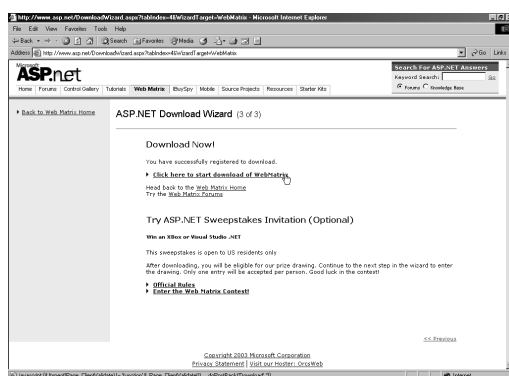 http://www.asp.net/DownloadWizard.aspx?tabIndex=4&WizardTarget=WebMatrix - Microsoft Internet Explorer
File Edit View Favorites Tools Help
Back Search Favorites Media
Address http://www.asp.net/DownloadWizard.aspx?tabIndex=4&WizardTarget=WebMatrix Go Links
Microsoft
ASP.net
Search For ASP.NET Answers
Keyword Search: Go
Forums Knowledge Base
Home Forums Control Gallery Tutorials Web Matrix IBuySpy Mobile Source Projects Resources Starter Kits
Back to Web Matrix Home
ASP.NET Download Wizard (3 of 3)
Download Now!
You have successfully registered to download.
Click here to start download of WebMatrix
Head back to the Web Matrix Home
Try the Web Matrix Forums
Try ASP.NET Sweepstakes Invitation (Optional)
Win an XBox or Visual Studio .NET
This sweepstakes is open to US residents only
After downloading, you will be eligible for our prize drawing. Continue to the next step in the wizard to enter
the drawing. Only one entry will be accepted per person. Good luck in the contest!
Official Rules
Enter the Web Matrix Contest!
<< Previous
Copyright 2003 Microsoft Corporation
Privacy Statement | Visit our Hoster: OrcsWeb
Internet